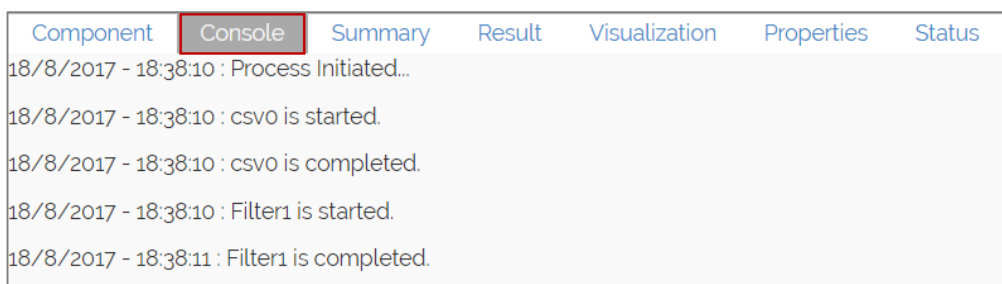 Component Console Summary Result Visualization Properties Status
18/8/2017 - 18:38:10 : Process Initiated...
18/8/2017 - 18:38:10 : csv0 is started.
18/8/2017 - 18:38:10 : csv0 is completed.
18/8/2017 - 18:38:10 : Filter1 is started.
18/8/2017 - 18:38:11 : Filter1 is completed.